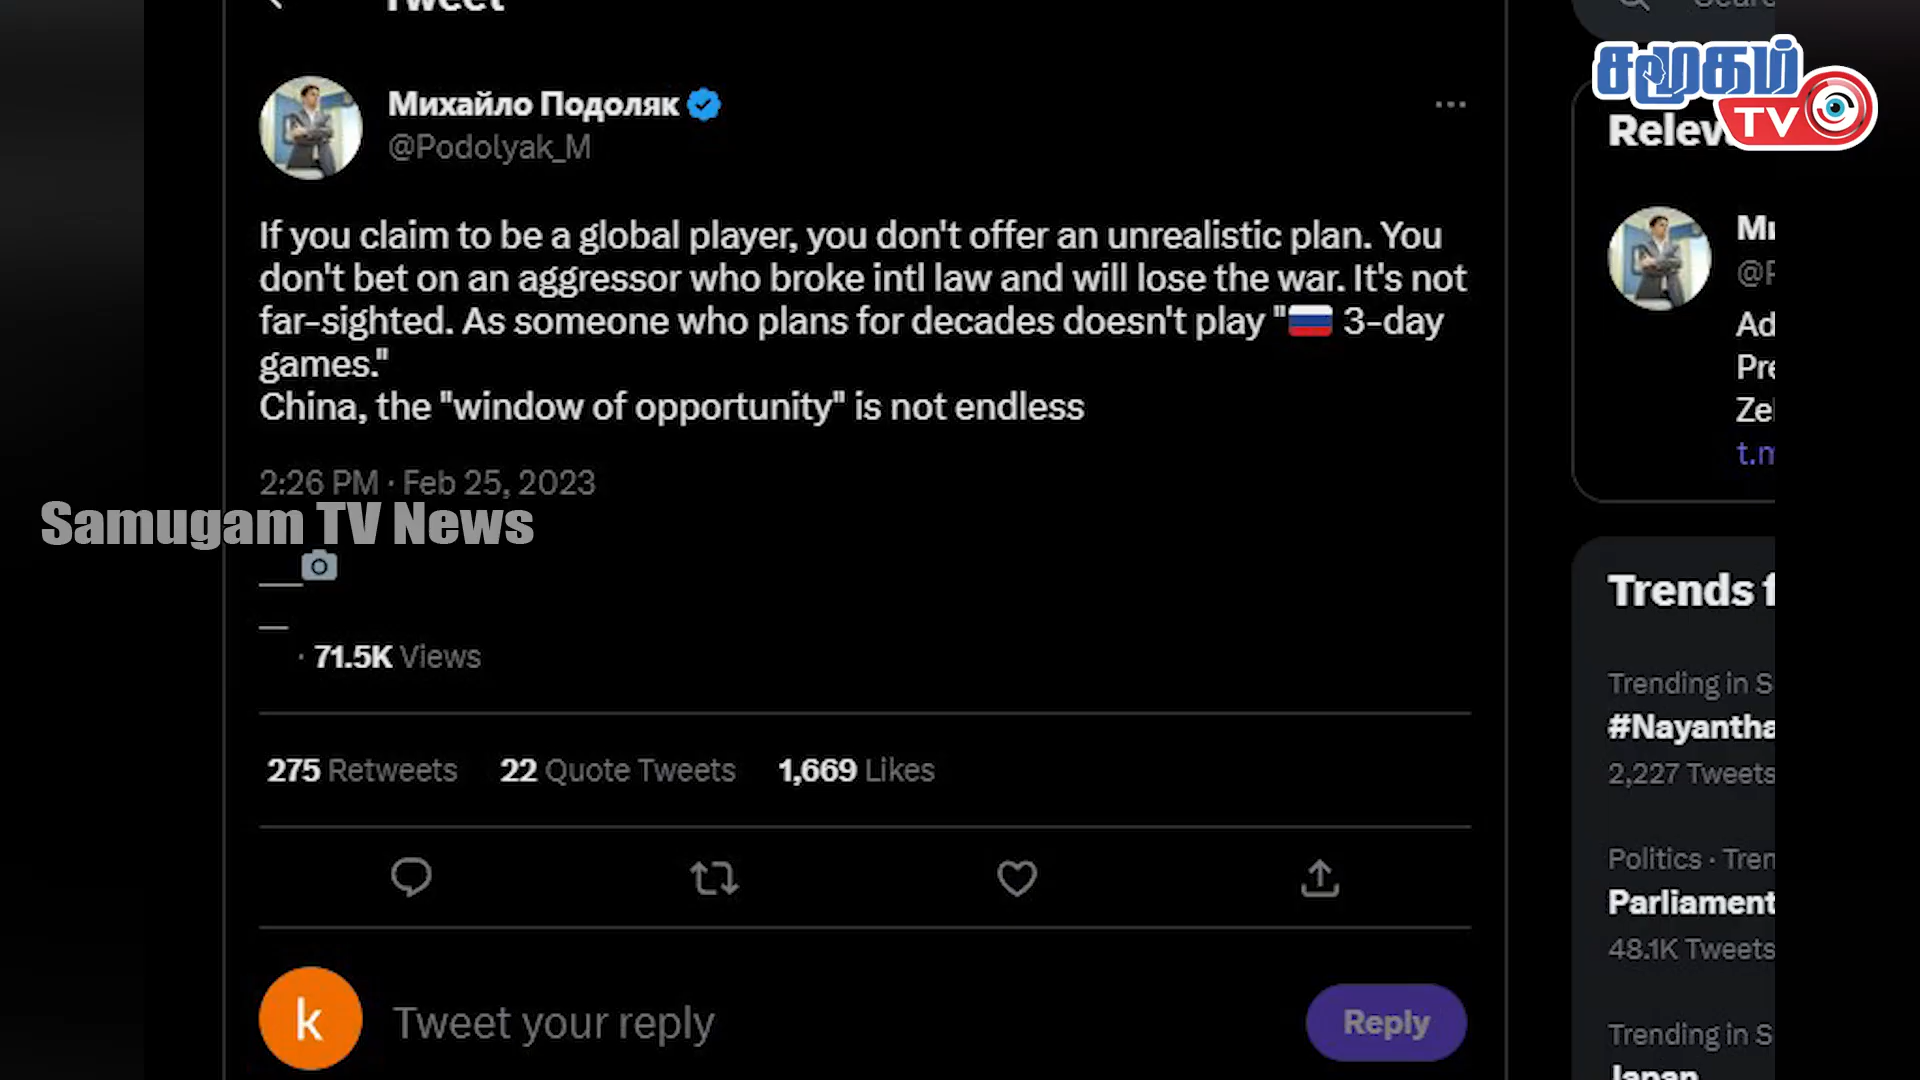 Tweet
Михайло Подоляк
@Podolyak_M
If you claim to be a global player, you don't offer an unrealistic plan. You
don't bet on an aggressor who broke intl law and will lose the war. It's not
far-sighted. As someone who plans for decades doesn't play "🇷🇺 3-day
games."
China, the "window of opportunity" is not endless
2:26 PM · Feb 25, 2023
Samugam TV News
· 71.5K Views
275 Retweets 22 Quote Tweets 1,669 Likes
k
Tweet your reply
Reply
சமூகம்
TV
Trends f
Trending in S
#Nayantha
2,227 Tweets
Politics · Tren
Parliament
48.1K Tweets
Trending in S
Japan